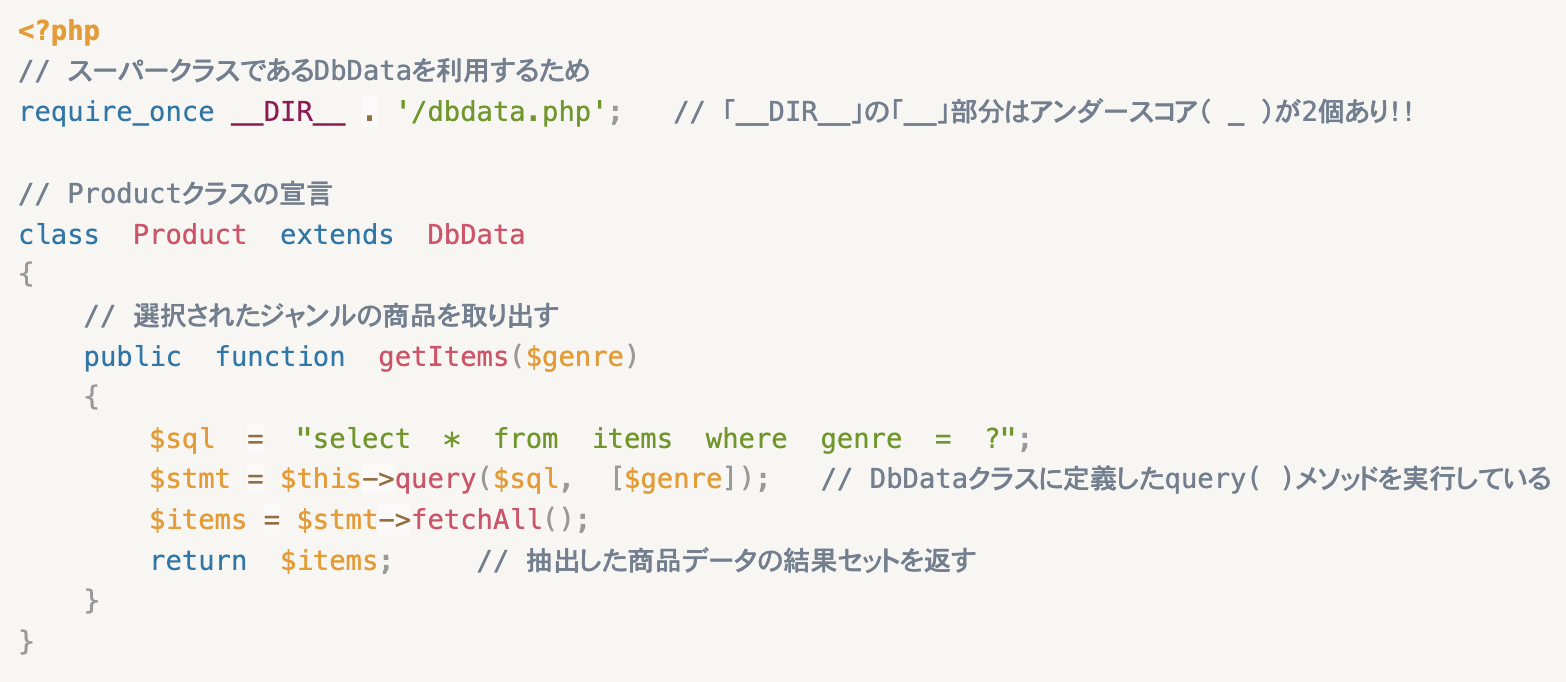 <?php
// スーパークラスであるDbDataを利用するため
require_once __DIR__ . '/dbdata.php';   // 「__DIR__」の「__」部分はアンダースコア( _ )が2個あり!!
// Productクラスの宣言
class  Product  extends  DbData
{
    // 選択されたジャンルの商品を取り出す
    public  function  getItems($genre)
    {
        $sql  =  "select  *  from  items  where  genre  =  ?";
        $stmt = $this->query($sql,  [$genre]);   // DbDataクラスに定義したquery( )メソッドを実行している
        $items = $stmt->fetchAll();
        return  $items;     // 抽出した商品データの結果セットを返す
    }
}